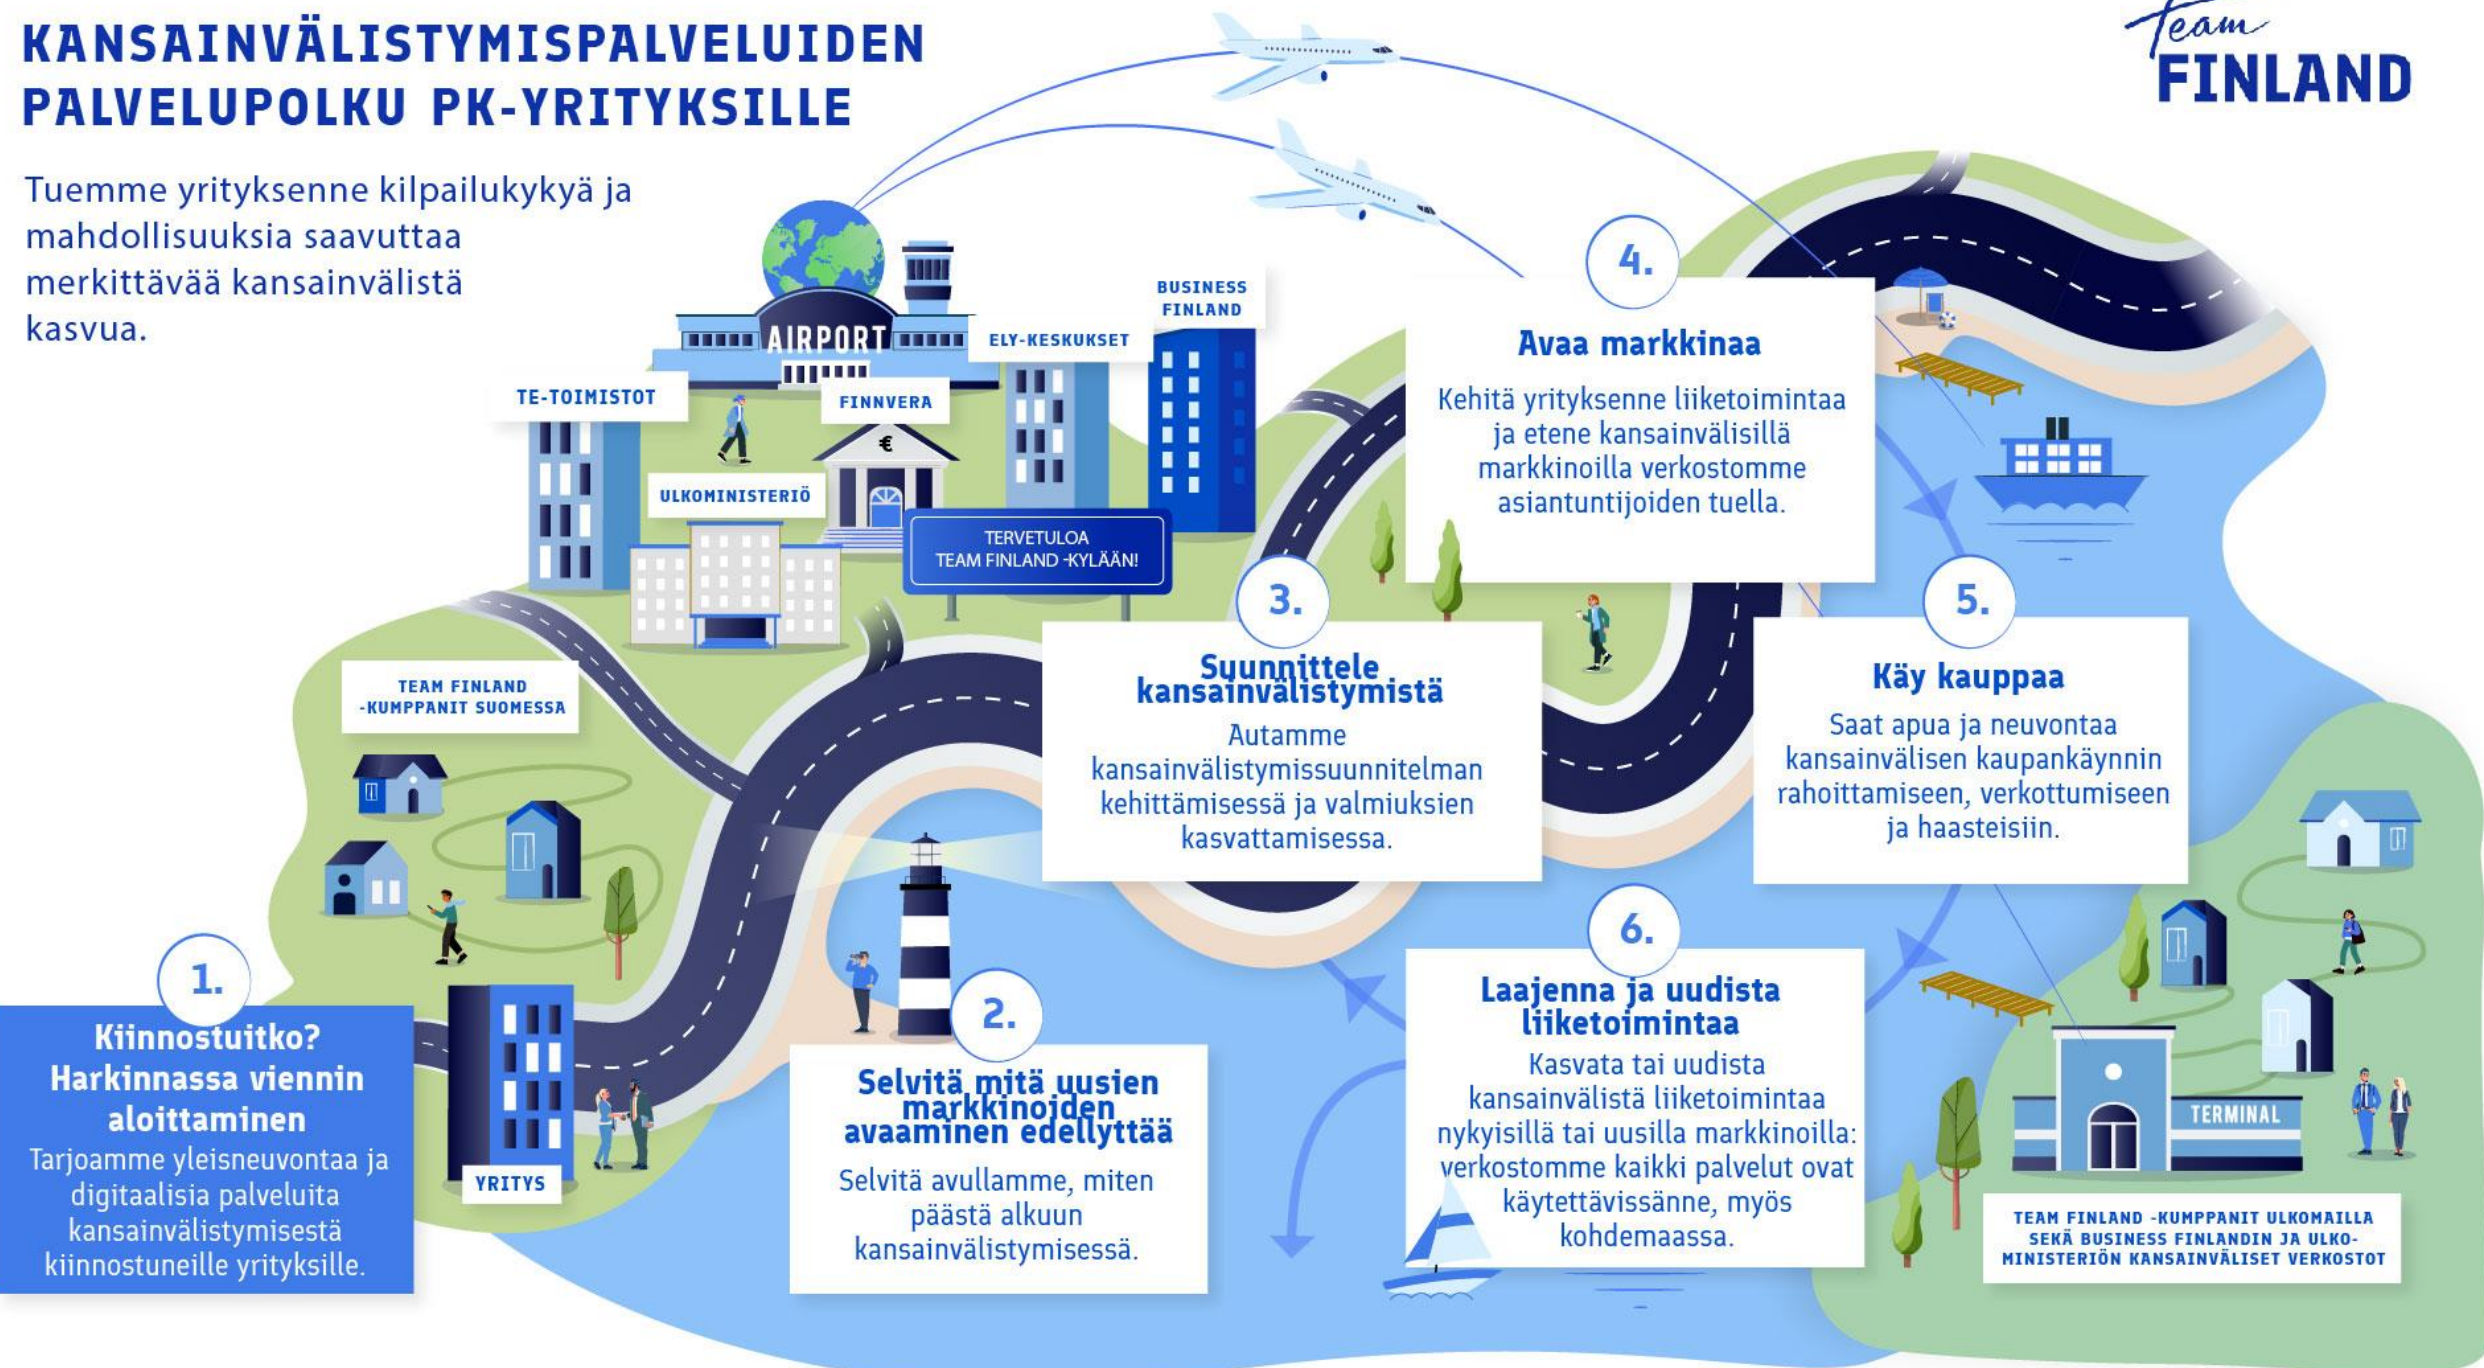 KANSAINVÄLISTYMISPALVELUIDEN
PALVELUPOLKU PK-YRITYKSILLE
Team
FINLAND
Tuemme yrityksenne kilpailukykyä ja
mahdollisuuksia saavuttaa
merkittävää kansainvälistä
kasvua.
AIRPORT
BUSINESS
FINLAND
ELY-KESKUKSET
TE-TOIMISTOT
FINNVERA
€
ULKOMINISTERIÖ
TERVETULOA
TEAM FINLAND -KYLÄÄN!
TEAM FINLAND
-KUMPPANIT SUOMESSA
1.
Kiinnostuitko?
Harkinnassa viennin
aloittaminen
Tarjoamme yleisneuvontaa ja
digitaalisia palveluita
kansainvälistymisestä
kiinnostuneille yrityksille.
YRITYS
2.
Selvitä mitä uusien
markkinoiden
avaaminen edellyttää
Selvitä avullamme, miten
päästä alkuun
kansainvälistymisessä.
3.
Suunnittele
kansainvälistymistä
Autamme
kansainvälistymissuunnitelman
kehittämisessä ja valmiuksien
kasvattamisessa.
4.
Avaa markkinaa
Kehitä yrityksenne liiketoimintaa
ja etene kansainvälisillä
markkinoilla verkostomme
asiantuntijoiden tuella.
5.
Käy kauppaa
Saat apua ja neuvontaa
kansainvälisen kaupankäynnin
rahoittamiseen, verkottumiseen
ja haasteisiin.
6.
Laajenna ja uudista
liiketoimintaa
Kasvata tai uudista
kansainvälistä liiketoimintaa
nykyisillä tai uusilla markkinoilla:
verkostomme kaikki palvelut ovat
käytettävissänne, myös
kohdemaassa.
TERMINAL
TEAM FINLAND -KUMPPANIT ULKOMAILLA
SEKÄ BUSINESS FINLANDIN JA ULKO-
MINISTERIÖN KANSAINVÄLISET VERKOSTOT